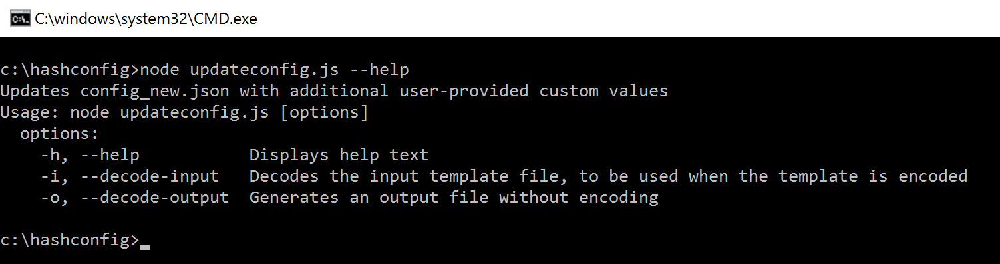 C:\windows\system32\CMD.exe
c:\hashconfig>node updateconfig.js --help
Updates config_new.json with additional user-provided custom values
Usage: node updateconfig.js [options]
  options:
    -h, --help           Displays help text
    -i, --decode-input   Decodes the input template file, to be used when the template is encoded
    -o, --decode-output  Generates an output file without encoding
c:\hashconfig>